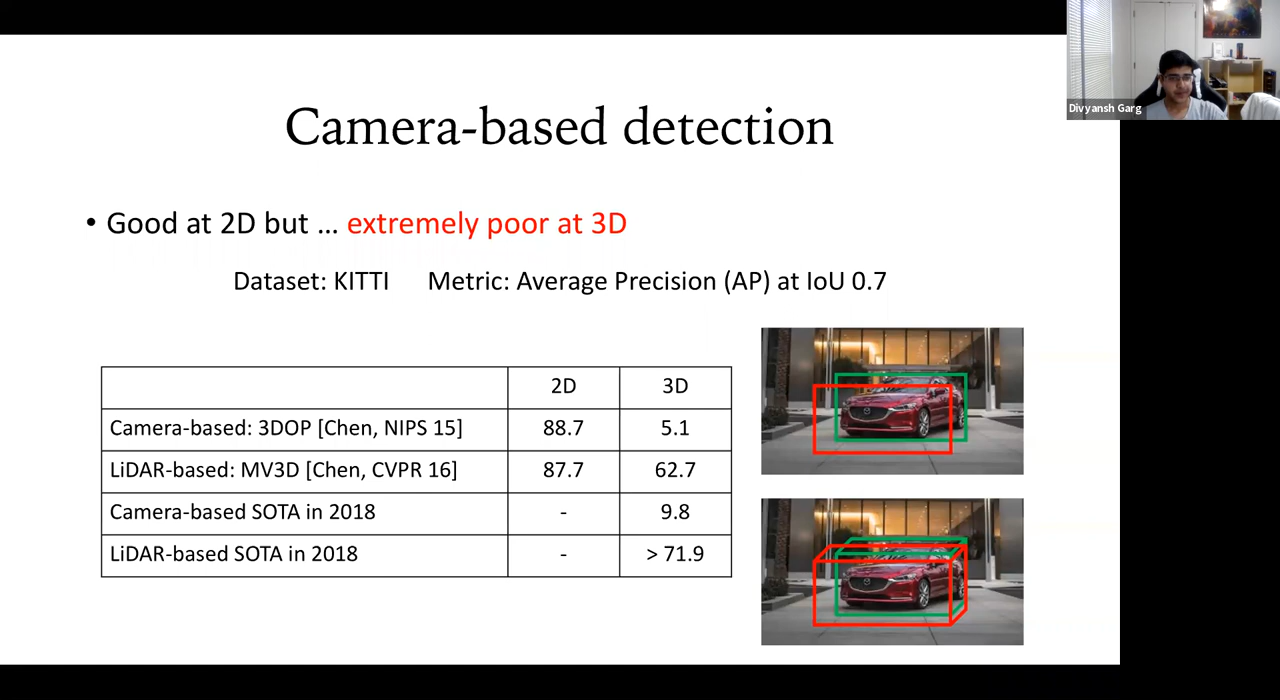 Divyansh Garg
Camera-based detection
• Good at 2D but ... extremely poor at 3D
Dataset: KITTI Metric: Average Precision (AP) at IoU 0.7
2D 3D
Camera-based: 3DOP [Chen, NIPS 15] 88.7 5.1
LiDAR-based: MV3D [Chen, CVPR 16] 87.7 62.7
Camera-based SOTA in 2018 - 9.8
LiDAR-based SOTA in 2018 - > 71.9